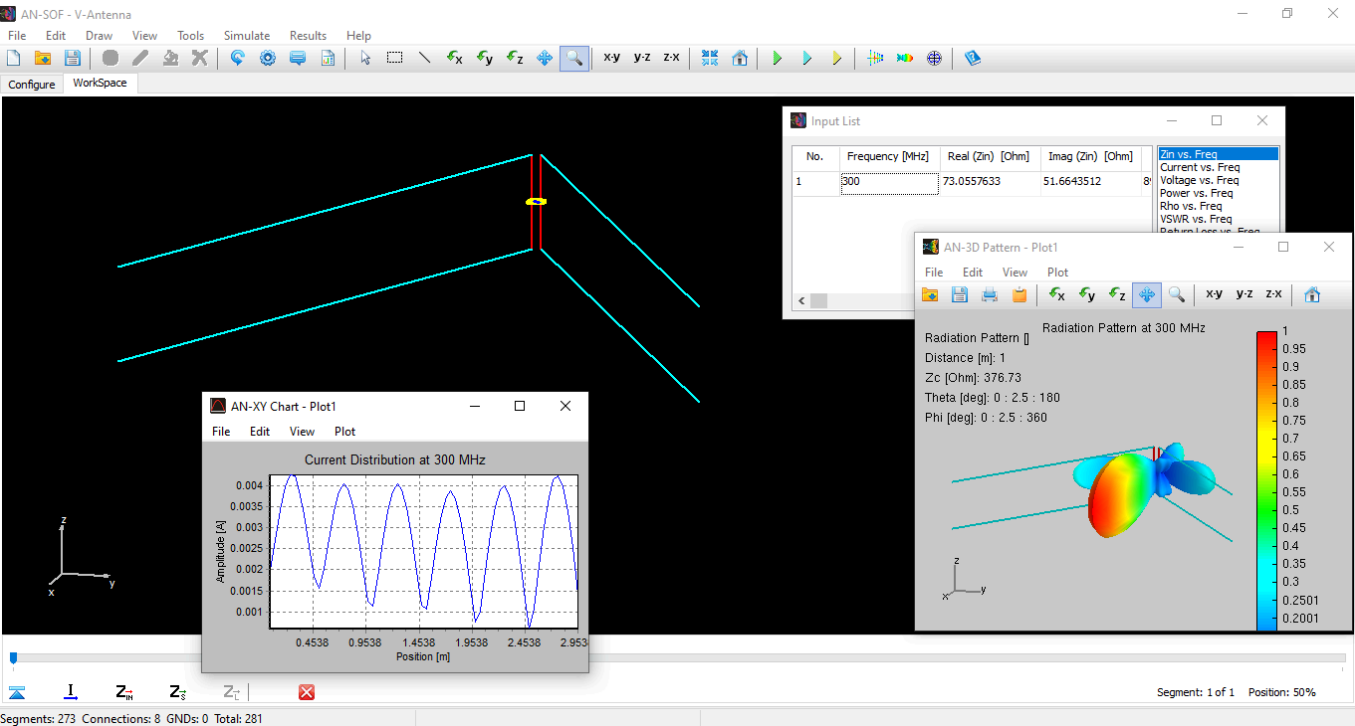 AN-SOF - V-Antenna
File Edit Draw View Tools Simulate Results Help
x-y y-z z-x
Configure WorkSpace
Input List
No. Frequency [MHz] Real (Zin) [Ohm] Imag (Zin) [Ohm]
1 300 73.0557633 51.6643512
Zin vs. Freq
Current vs. Freq
Voltage vs. Freq
Power vs. Freq
Rho vs. Freq
VSWR vs. Freq
Return Loss vs. Freq
AN-3D Pattern - Plot1
File Edit View Plot
x y z x-y y-z z-x
Radiation Pattern at 300 MHz
Radiation Pattern []
Distance [m]: 1
Zc [Ohm]: 376.73
Theta [deg]: 0 : 2.5 : 180
Phi [deg]: 0 : 2.5 : 360
1
0.95
0.9
0.85
0.8
0.75
0.7
0.65
0.6
0.55
0.5
0.45
0.4
0.35
0.3
0.2501
0.2001
z
y
x
AN-XY Chart - Plot1
File Edit View Plot
Current Distribution at 300 MHz
Amplitude [A]
0.004
0.0035
0.003
0.0025
0.002
0.0015
0.001
0.4538 0.9538 1.4538 1.9538 2.4538 2.953
Position [m]
z
y
x
I ZIN ZS ZL
Segment: 1 of 1 Position: 50%
Segments: 273 Connections: 8 GNDs: 0 Total: 281